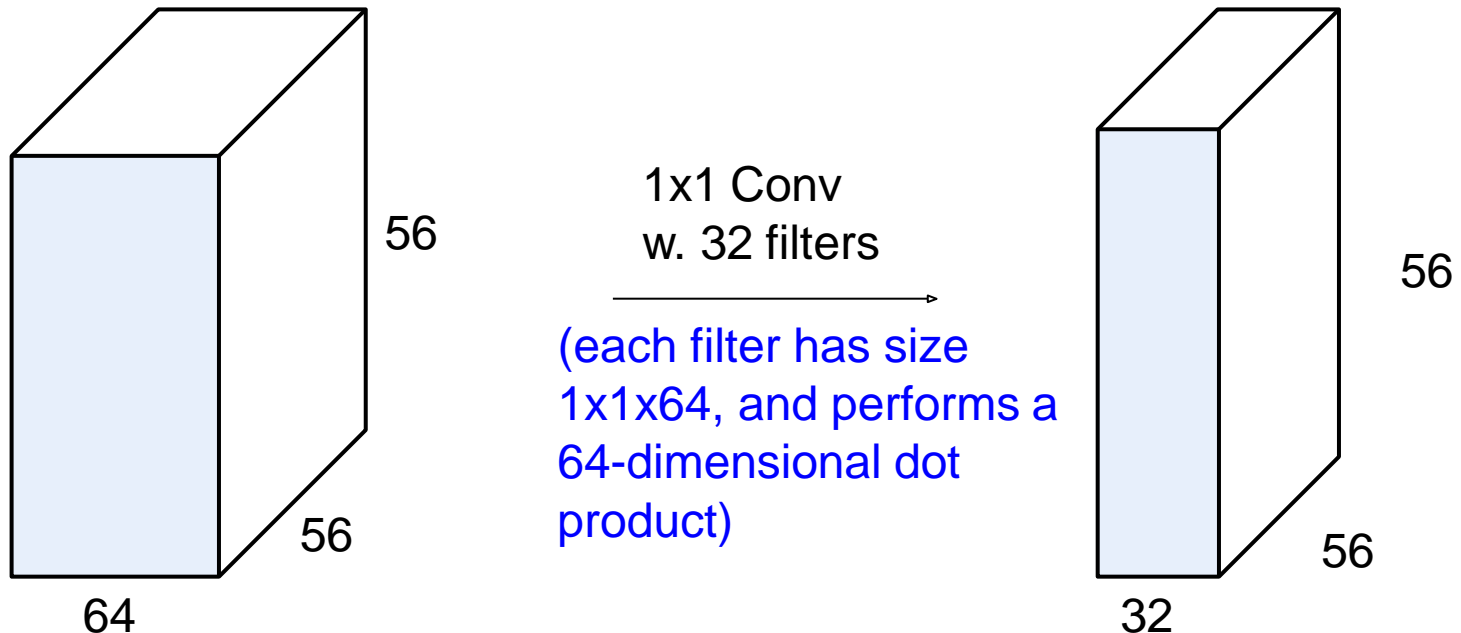 56
56
64
1x1 Conv
w. 32 filters
(each filter has size
1x1x64, and performs a
64-dimensional dot
product)
56
56
32